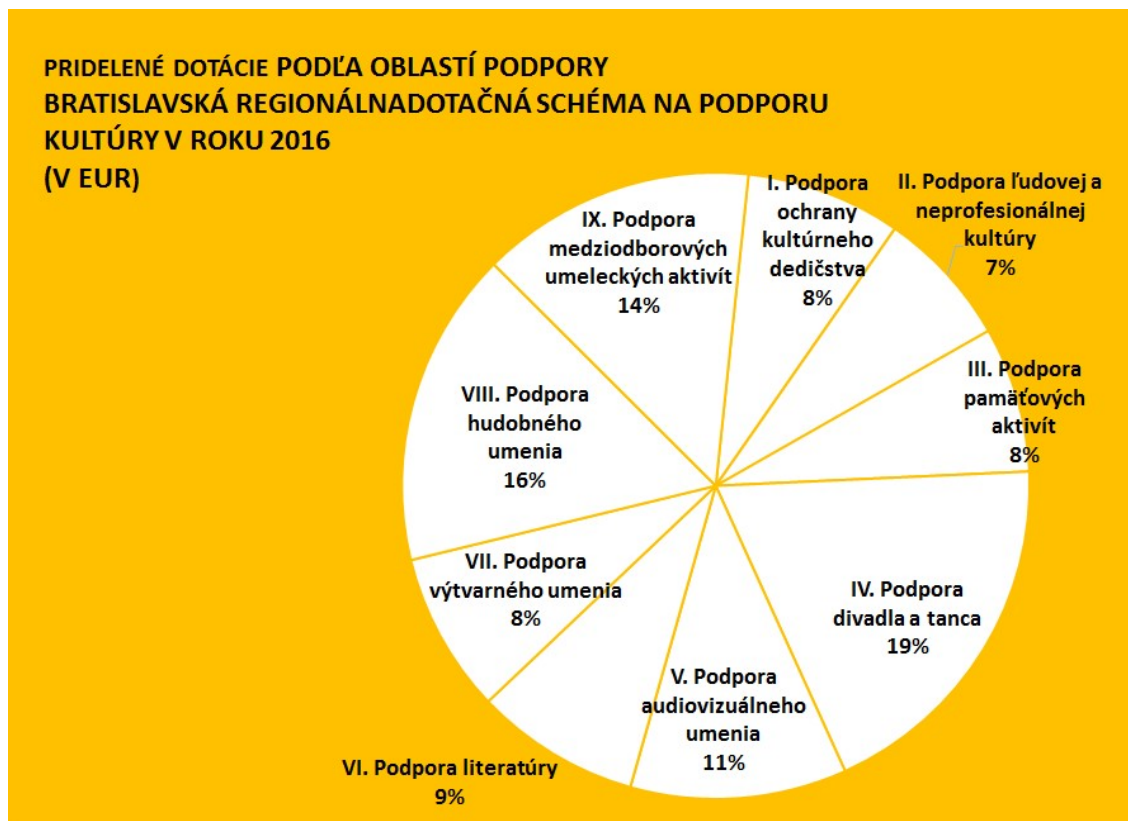 PRIDELENÉ DOTÁCIE PODĽA OBLASTÍ PODPORY
BRATISLAVSKÁ REGIONÁLNADOTAČNÁ SCHÉMA NA PODPORU
KULTÚRY V ROKU 2016
(V EUR)
I. Podpora
ochrany
kultúrneho
dedičstva
8%
II. Podpora ľudovej a
neprofesionálnej
kultúry
7%
III. Podpora
pamäťových
aktivít
8%
IV. Podpora
divadla a tanca
19%
V. Podpora
audiovizuálneho
umenia
11%
VI. Podpora literatúry
9%
VII. Podpora
výtvarného umenia
8%
VIII. Podpora
hudobného
umenia
16%
IX. Podpora
medziodborových
umeleckých aktivít
14%